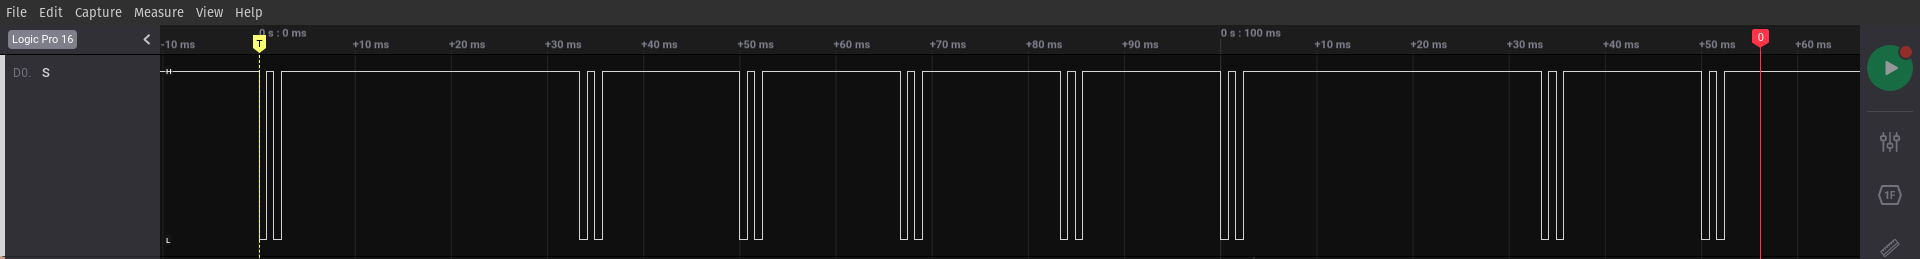 File Edit Capture Measure View Help
Logic Pro 16
0 s : 0 ms 0 s : 100 ms 0
T -10 ms +10 ms +20 ms +30 ms +40 ms +50 ms +60 ms +70 ms +80 ms +90 ms +10 ms +20 ms +30 ms +40 ms +50 ms +60 ms
D0. S H
1F
L